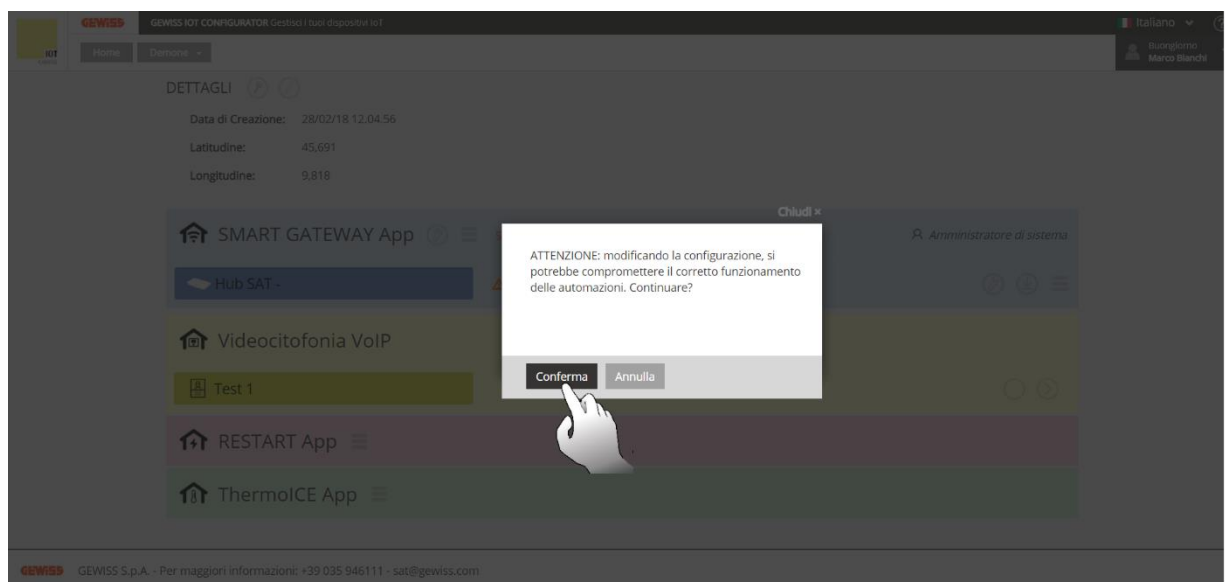 GEWISS GEWISS IOT CONFIGURATOR Gestisci i tuoi dispositivi IoT Italiano
IOT Home Demone Buongiorno
Marco Bianchi
DETTAGLI
Data di Creazione: 28/02/18 12.04.56
Latitudine: 45,691
Longitudine: 9,818
Chiudi ×
SMART GATEWAY App Amministratore di sistema
ATTENZIONE: modificando la configurazione, si
potrebbe compromettere il corretto funzionamento
delle automazioni. Continuare?
Hub SAT -
Videocitofonia VoIP
Conferma Annulla
Test 1
RESTART App
ThermoICE App
GEWISS GEWISS S.p.A. - Per maggiori informazioni: +39 035 946111 - sat@gewiss.com